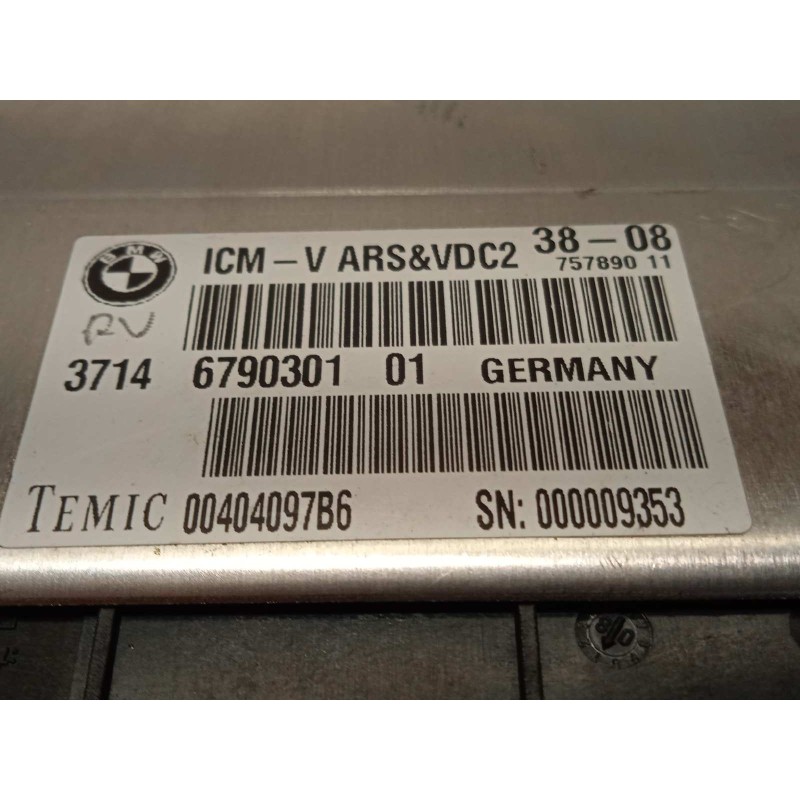 BMW
ICM-V ARS&VDC2 38-08
757890 11
RV
3714 6790301 01 GERMANY
TEMIC 00404097B6 SN: 000009353